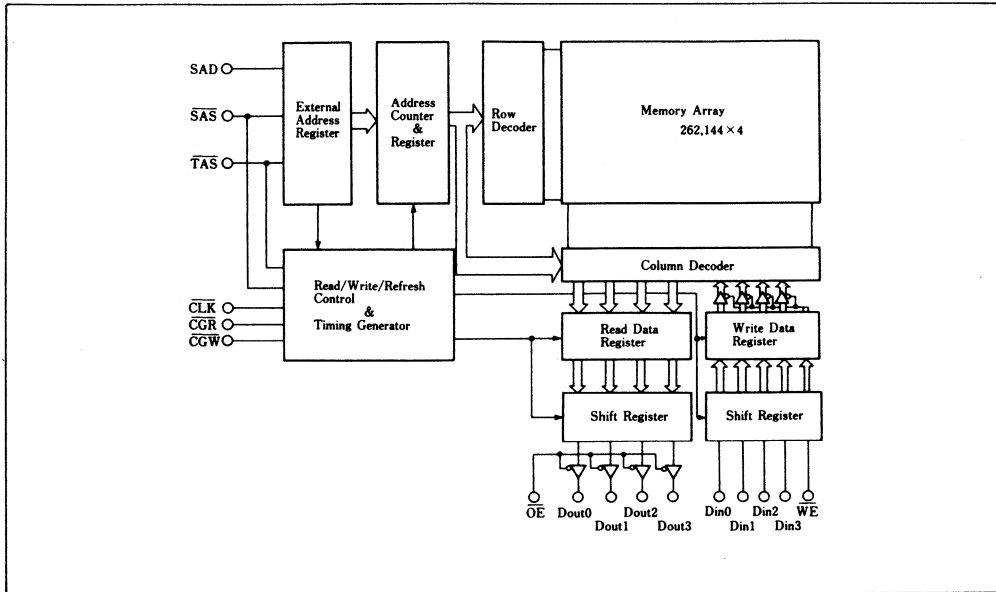 SAD
SAS
TAS
External
Address
Register
Address
Counter
&
Register
Row
Decoder
Memory Array
262,144×4
Read/Write/Refresh
Control
&
Timing Generator
CLK
CGR
CGW
Column Decoder
Read Data
Register
Write Data
Register
Shift Register
Shift Register
OE
Dout0
Dout1
Dout2
Dout3
Din0
Din1
Din2
Din3
WE